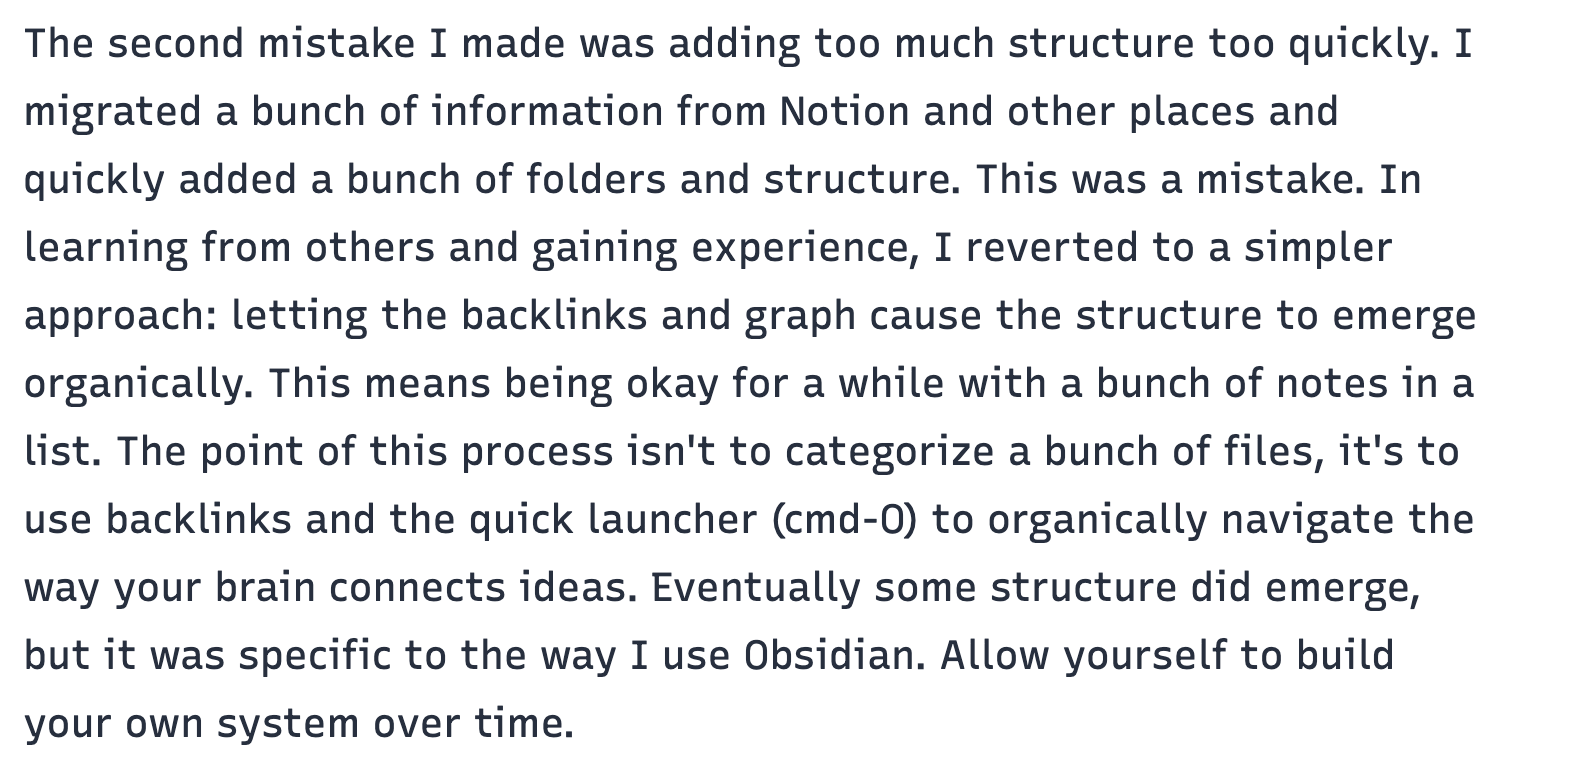 The second mistake I made was adding too much structure too quickly. I
migrated a bunch of information from Notion and other places and
quickly added a bunch of folders and structure. This was a mistake. In
learning from others and gaining experience, I reverted to a simpler
approach: letting the backlinks and graph cause the structure to emerge
organically. This means being okay for a while with a bunch of notes in a
list. The point of this process isn't to categorize a bunch of files, it's to
use backlinks and the quick launcher (cmd-O) to organically navigate the
way your brain connects ideas. Eventually some structure did emerge,
but it was specific to the way I use Obsidian. Allow yourself to build
your own system over time.